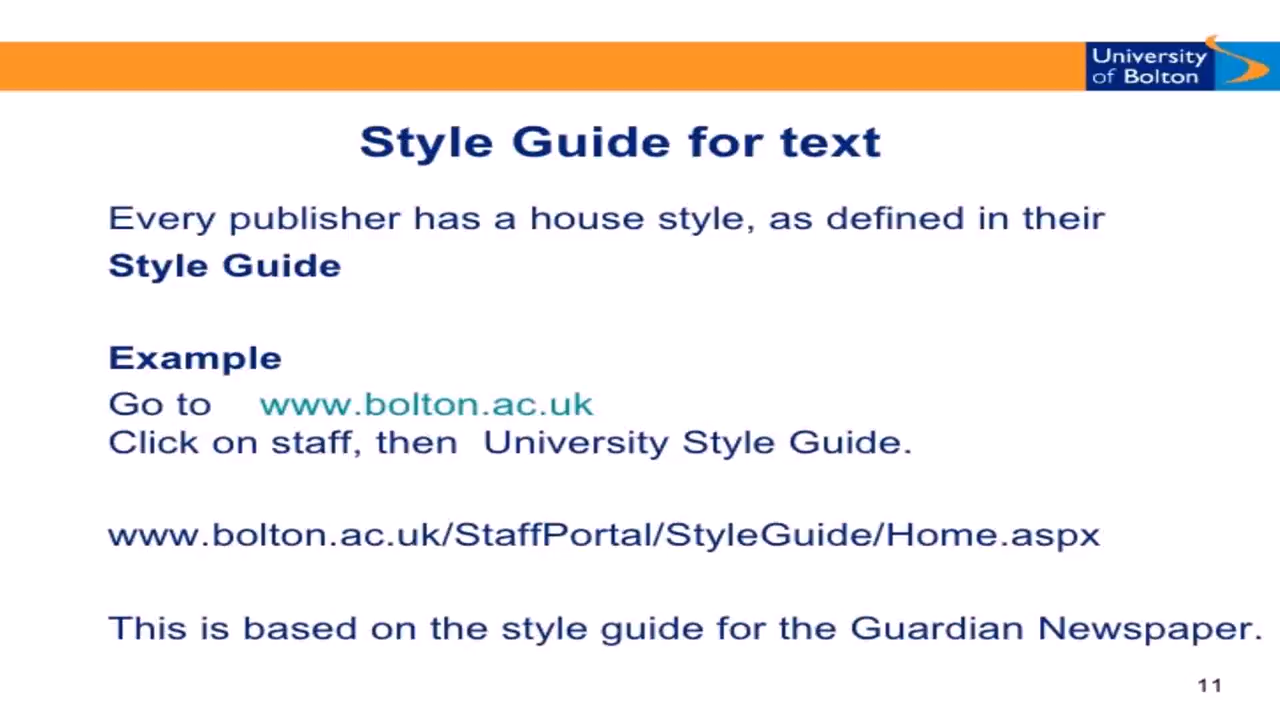 University
of Bolton
Style Guide for text
Every publisher has a house style, as defined in their
Style Guide
Example
Go to www.bolton.ac.uk
Click on staff, then University Style Guide.
www.bolton.ac.uk/StaffPortal/StyleGuide/Home.aspx
This is based on the style guide for the Guardian Newspaper.
11